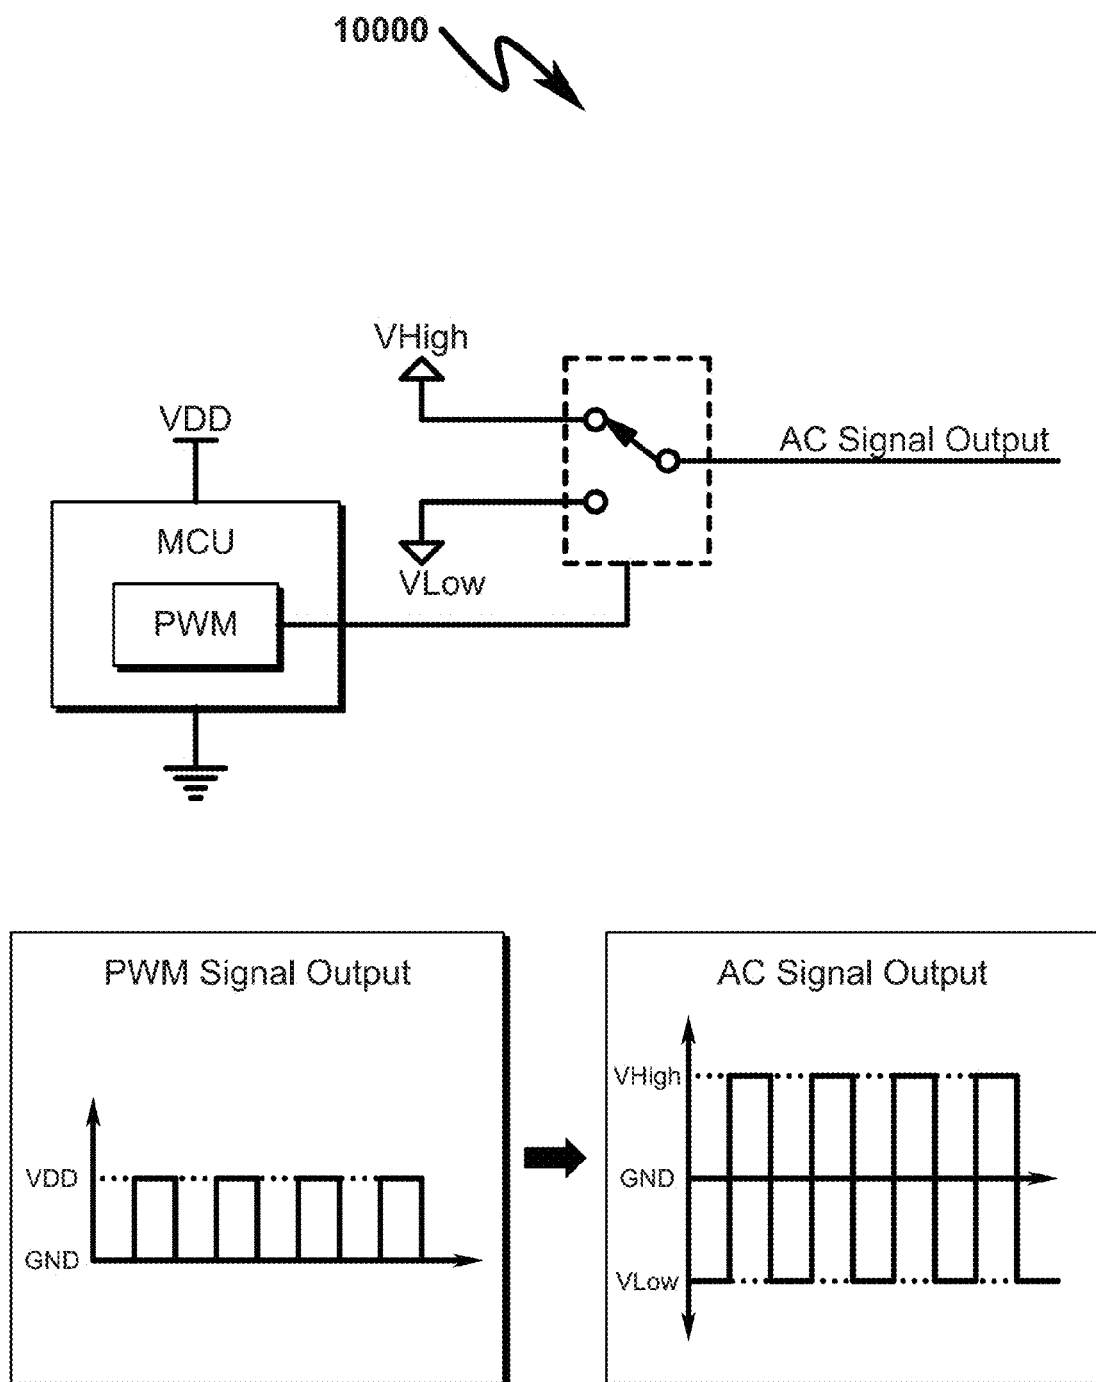 10000
VHigh
VDD
AC Signal Output
MCU
VLow
PWM
PWM Signal Output
VDD
GND
AC Signal Output
VHigh
GND
VLow